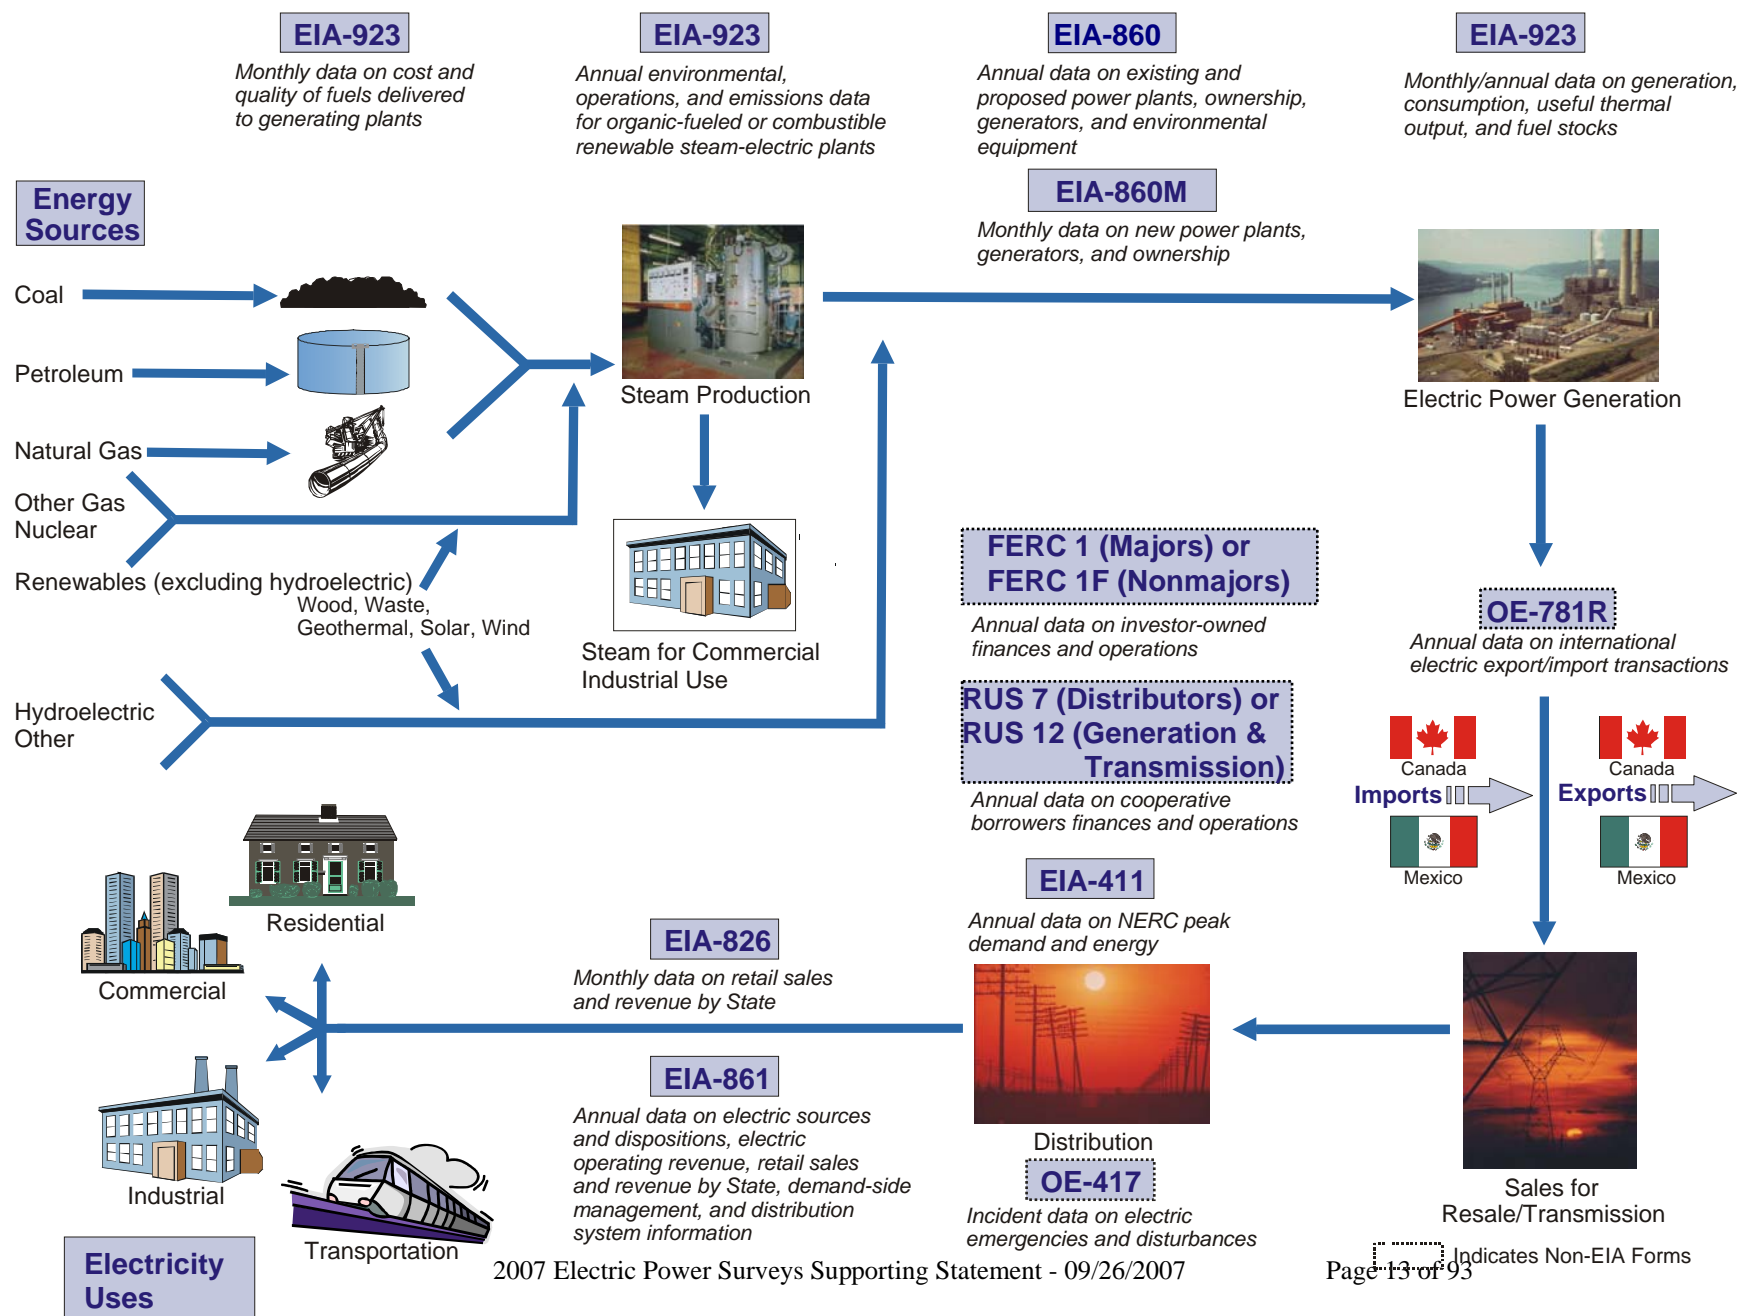 EIA-923
Monthly data on cost and
quality of fuels delivered
to generating plants
EIA-923
Annual environmental,
operations, and emissions data
for organic-fueled or combustible
renewable steam-electric plants
EIA-860
Annual data on existing and
proposed power plants, ownership,
generators, and environmental
equipment
EIA-860M
Monthly data on new power plants,
generators, and ownership
EIA-923
Monthly/annual data on generation,
consumption, useful thermal
output, and fuel stocks
Energy
Sources
Coal
Petroleum
Natural Gas
Other Gas
Nuclear
Renewables (excluding hydroelectric)
Wood, Waste,
Geothermal, Solar, Wind
Hydroelectric
Other
Steam Production
Steam for Commercial
Industrial Use
Electric Power Generation
FERC 1 (Majors) or
FERC 1F (Nonmajors)
Annual data on investor-owned
finances and operations
RUS 7 (Distributors) or
RUS 12 (Generation &
Transmission)
Annual data on cooperative
borrowers finances and operations
OE-781R
Annual data on international
electric export/import transactions
Canada
Imports
Mexico
Canada
Exports
Mexico
EIA-411
Annual data on NERC peak
demand and energy
Distribution
OE-417
Incident data on electric
emergencies and disturbances
Sales for
Resale/Transmission
Indicates Non-EIA Forms
EIA-826
Monthly data on retail sales
and revenue by State
EIA-861
Annual data on electric sources
and dispositions, electric
operating revenue, retail sales
and revenue by State, demand-side
management, and distribution
system information
Residential
Commercial
Industrial
Transportation
Electricity
Uses
2007 Electric Power Surveys Supporting Statement - 09/26/2007
Page 13 of 93